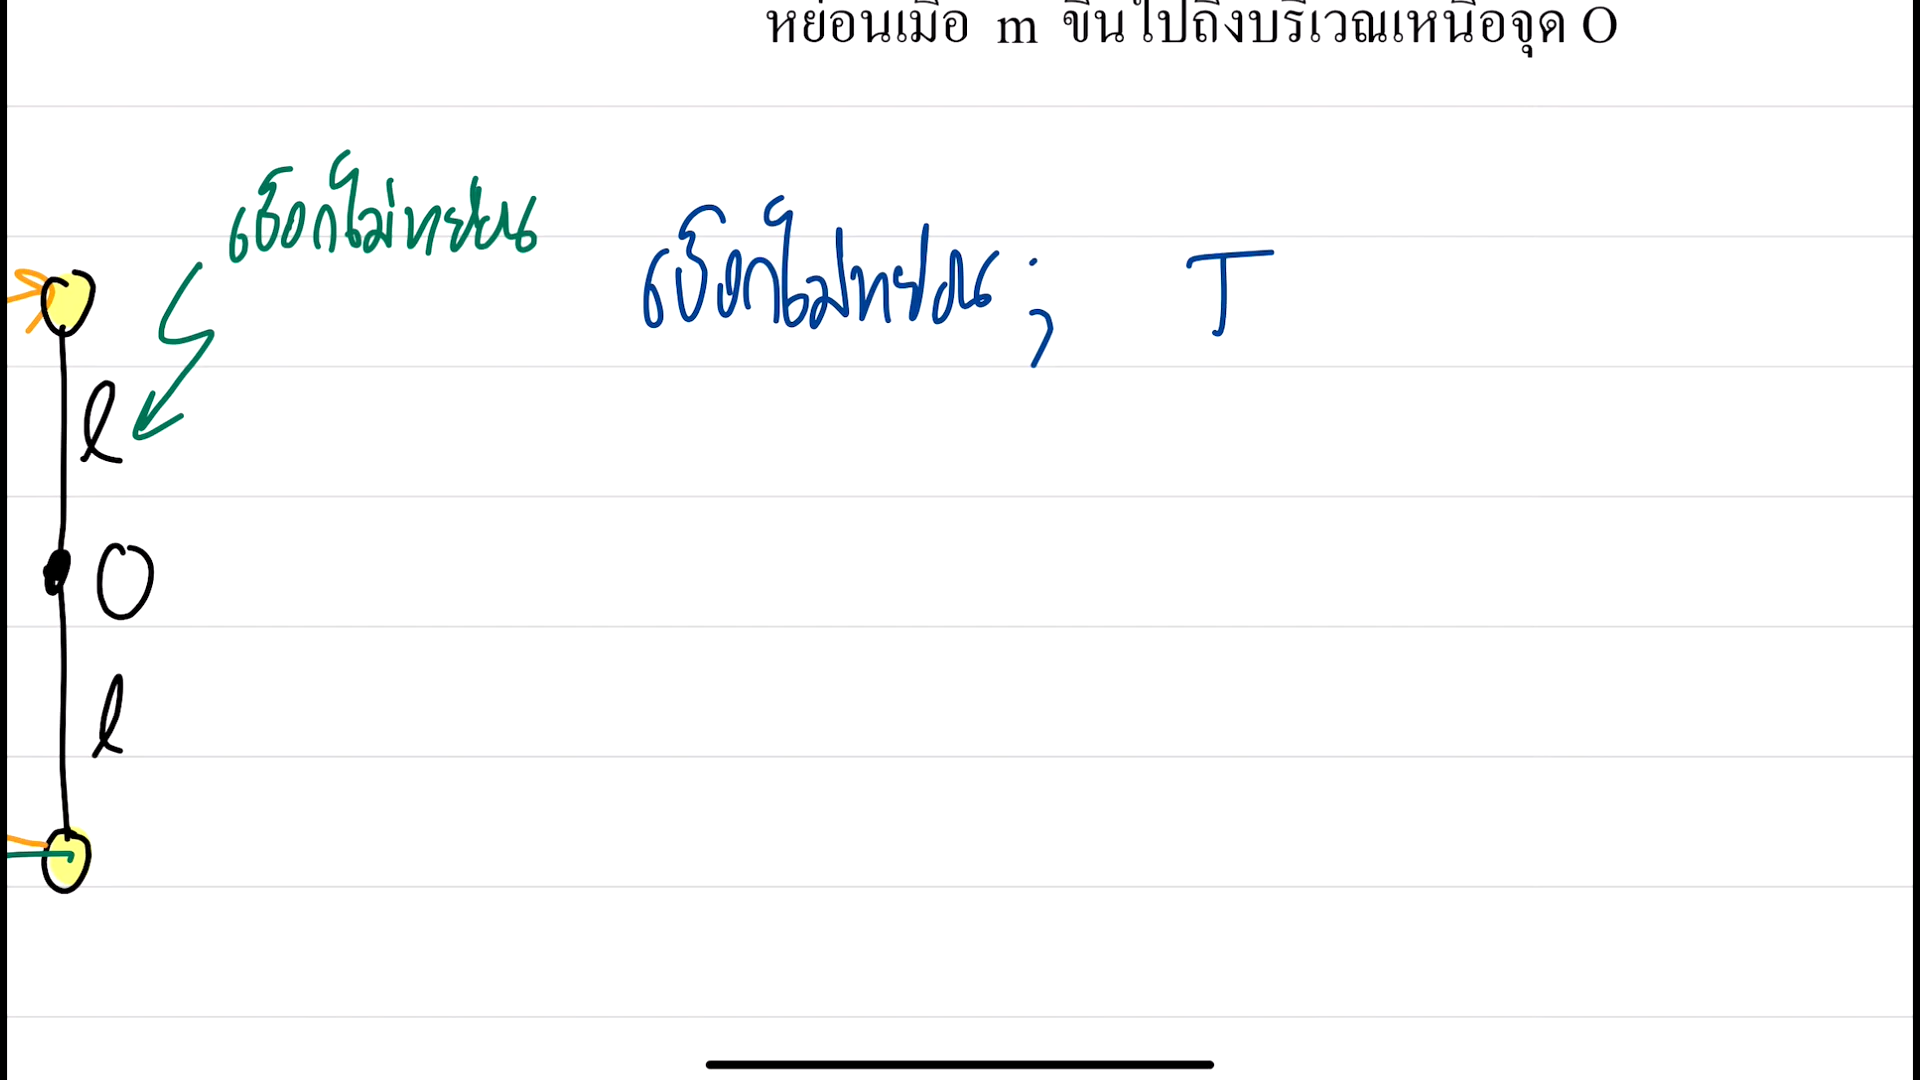 หย่อนเมื่อ m ขึ้นไปถึงบริเวณเหนือจุด O
เชือกไม่หย่อน
เชือกไม่หย่อน ; T
l
O
l